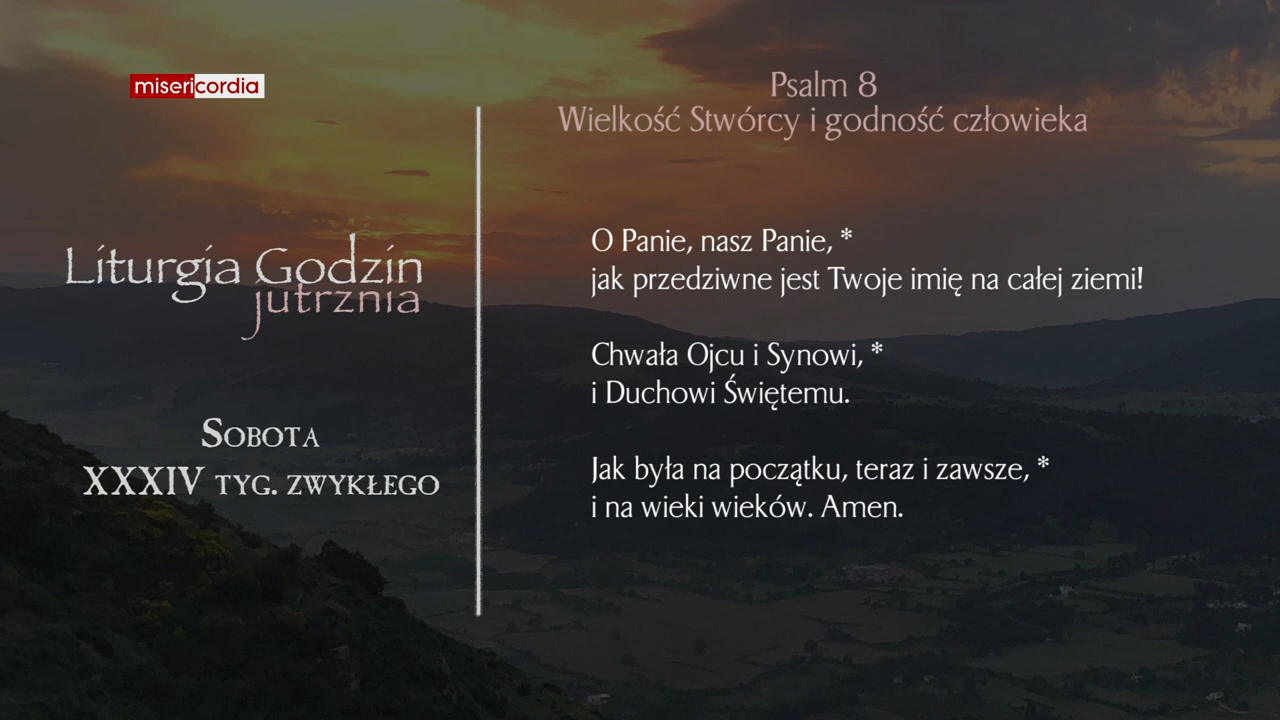 misericordia
Liturgia Godzin
jutrznia
Sobota
XXXIV tyg. zwykłego
Psalm 8
Wielkość Stwórcy i godność człowieka
O Panie, nasz Panie, *
jak przedziwne jest Twoje imię na całej ziemi!
Chwała Ojcu i Synowi, *
i Duchowi Świętemu.
Jak była na początku, teraz i zawsze, *
i na wieki wieków. Amen.